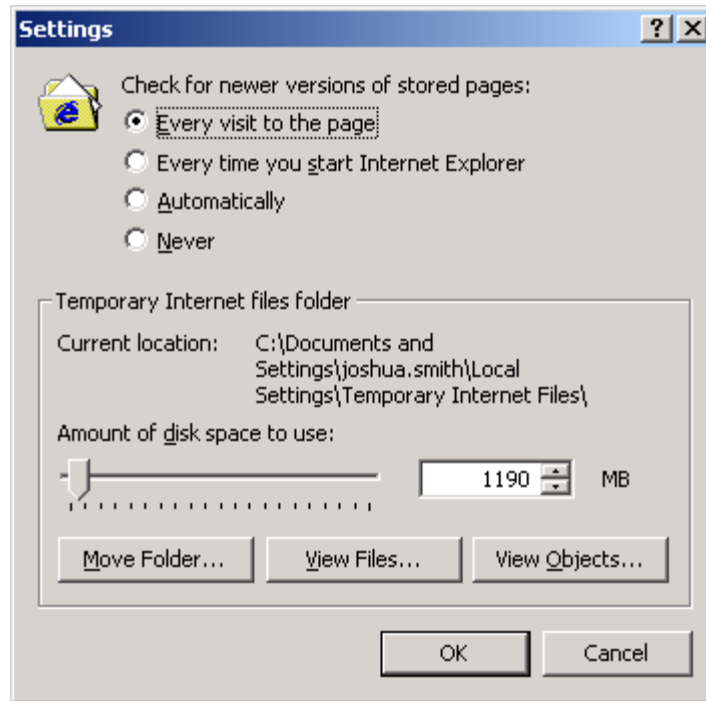 Settings
Check for newer versions of stored pages:
Every visit to the page
Every time you start Internet Explorer
Automatically
Never
Temporary Internet files folder
Current location: C:\Documents and
Settings\joshua.smith\Local
Settings\Temporary Internet Files\
Amount of disk space to use:
1190 MB
Move Folder... View Files... View Objects...
OK Cancel